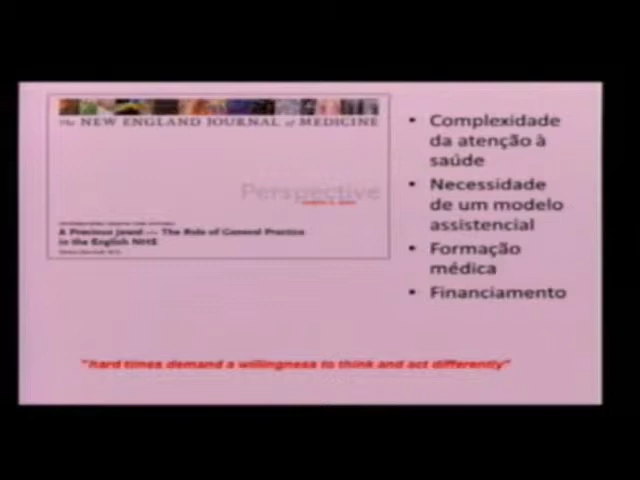 The NEW ENGLAND JOURNAL of MEDICINE
Perspective
A Precious Jewel — The Role of General Practice
in the English NHS
• Complexidade
da atenção à
saúde
• Necessidade
de um modelo
assistencial
• Formação
médica
• Financiamento
"hard times demand a willingness to think and act differently"